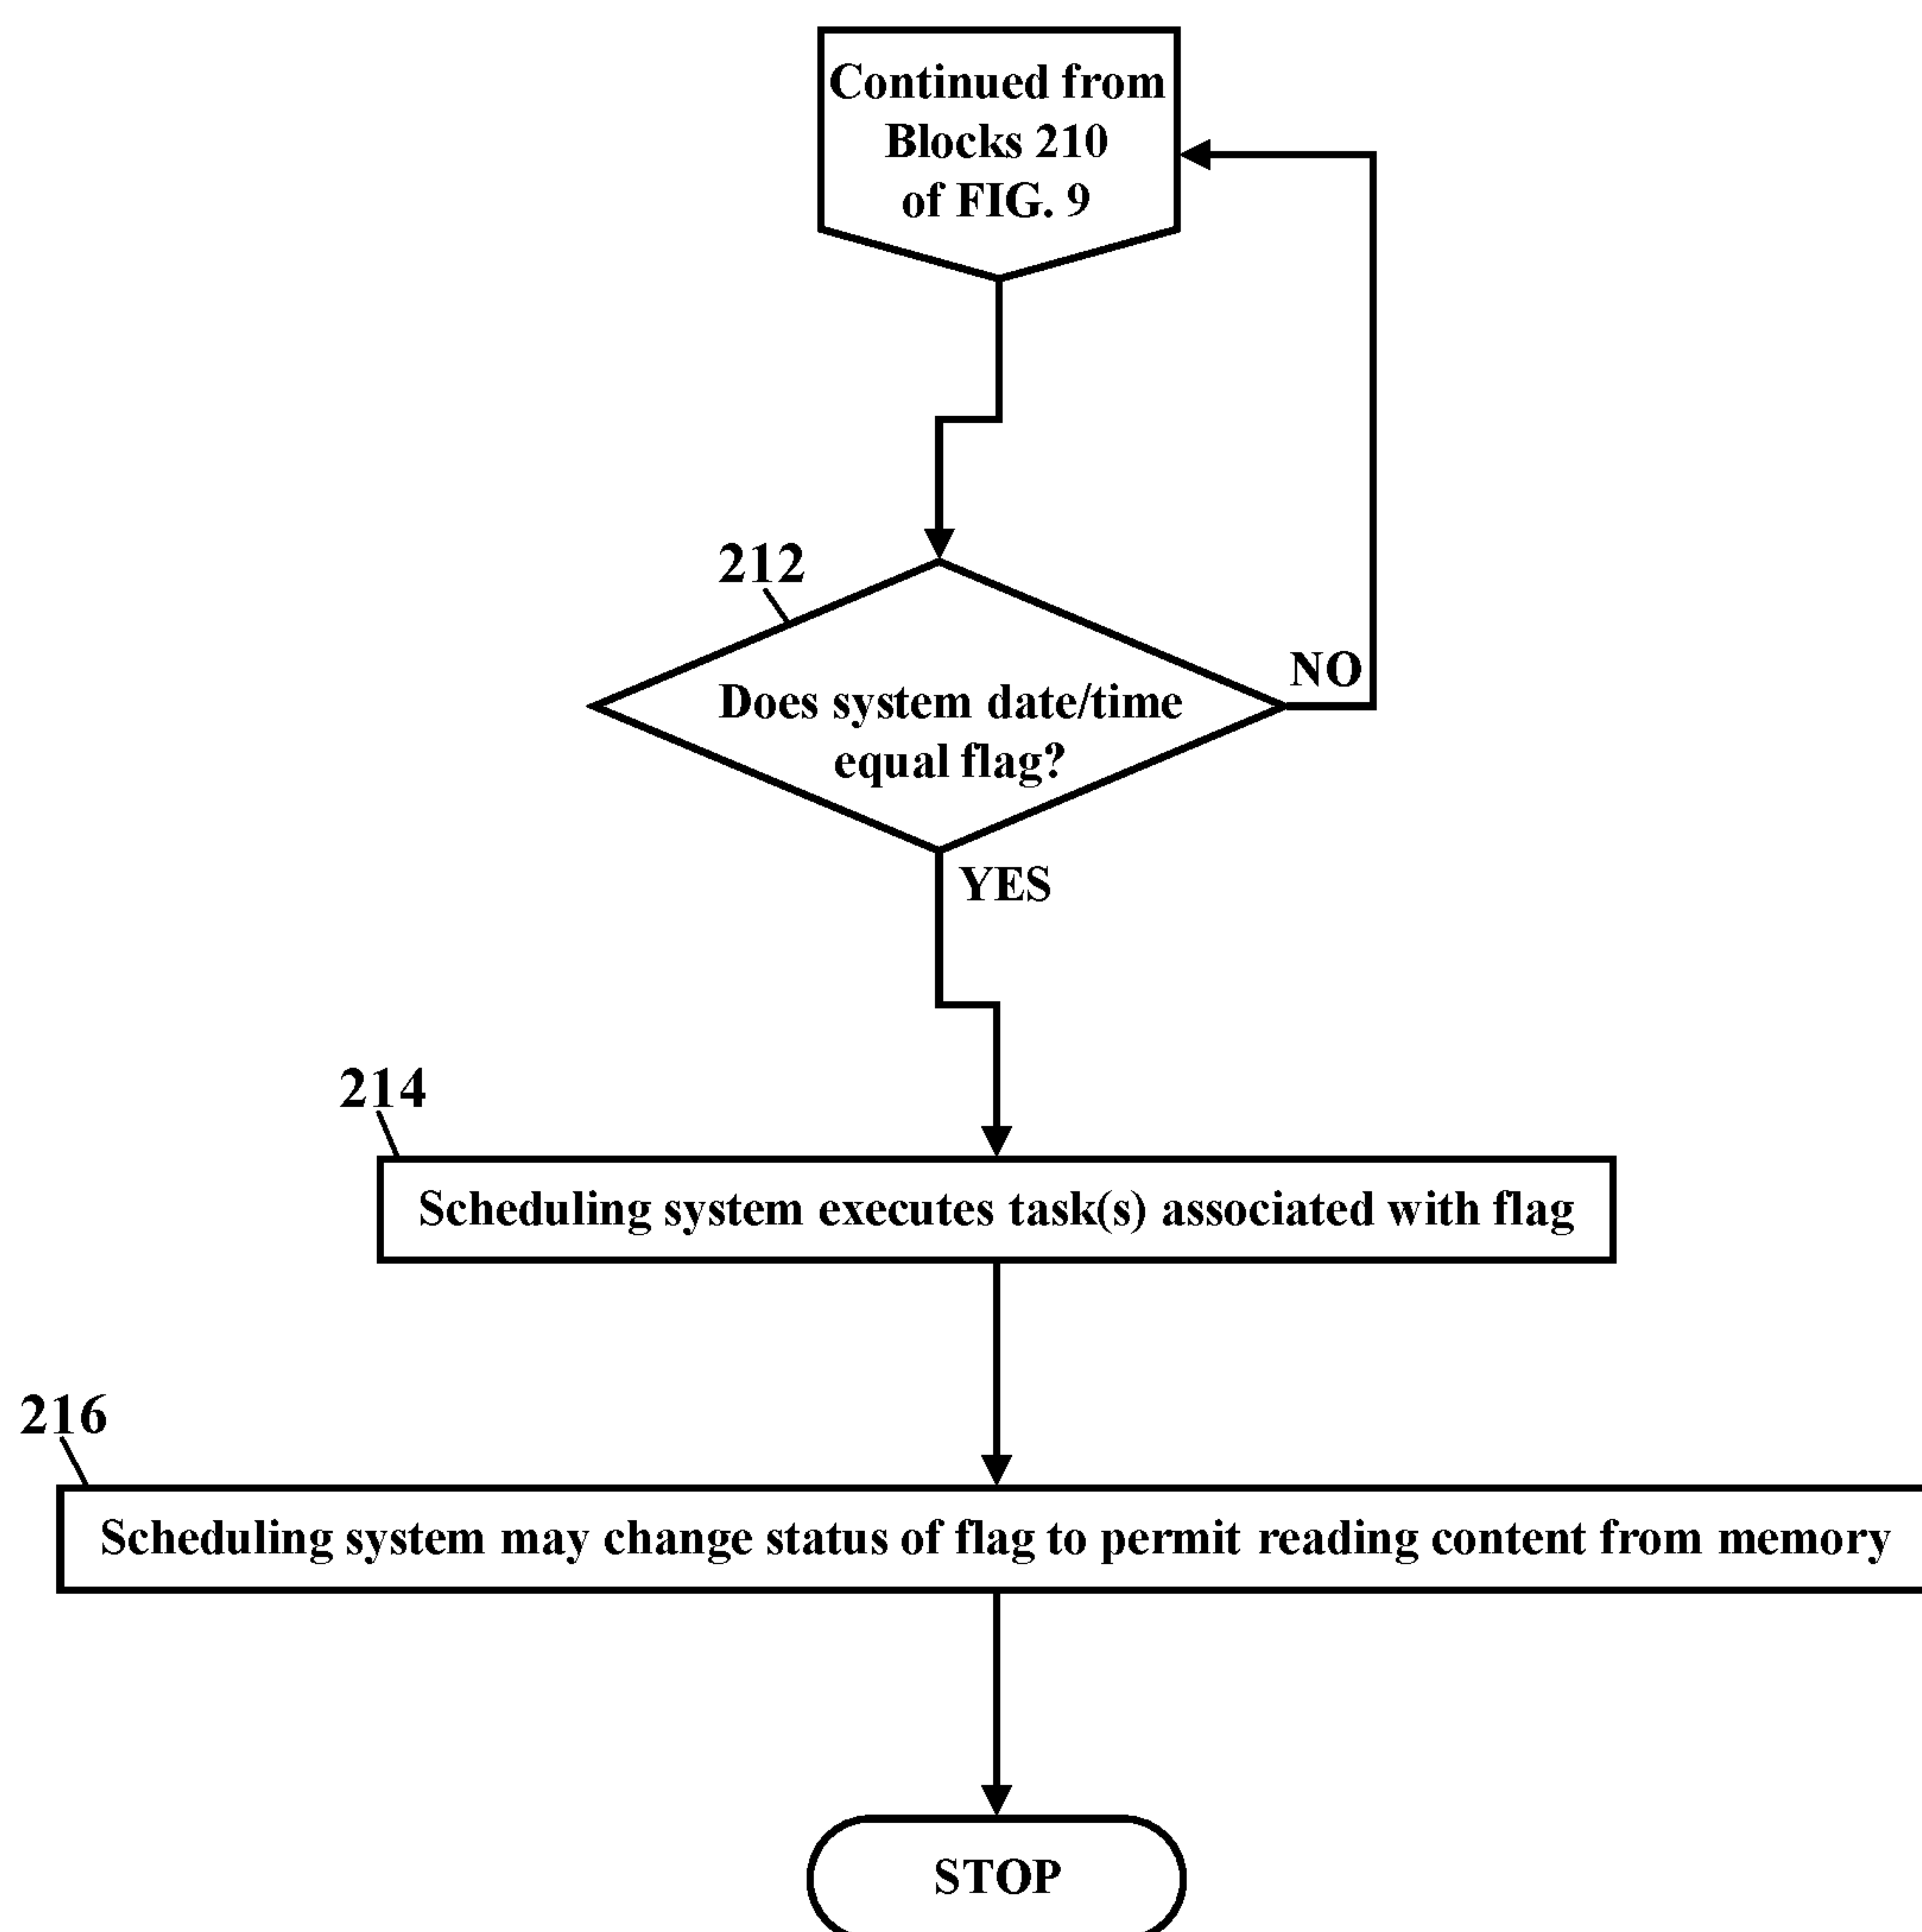 Continued from
Blocks 210
of FIG. 9
212
Does system date/time
equal flag?
NO
YES
214
Scheduling system executes task(s) associated with flag
216
Scheduling system may change status of flag to permit reading content from memory
STOP